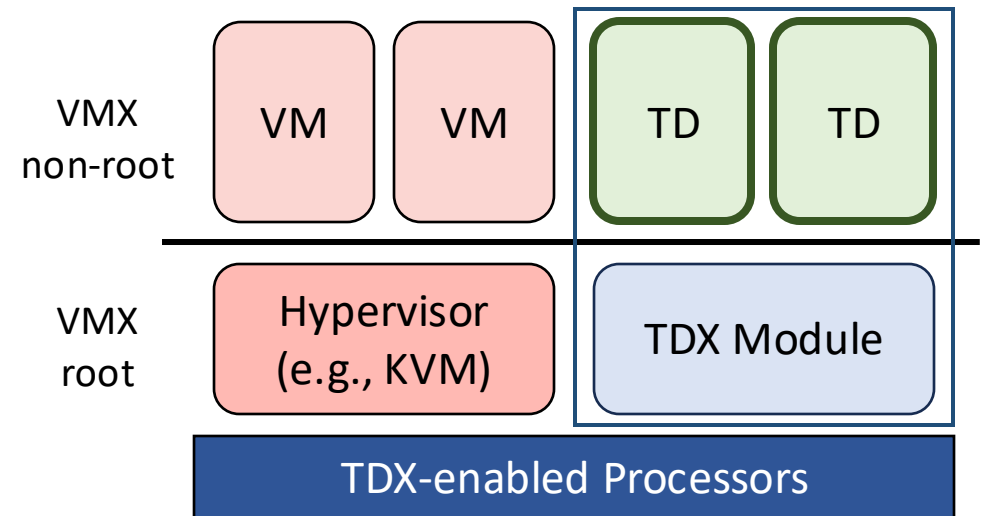 VMX
non-root
VM
VM
TD
TD
VMX
root
Hypervisor
(e.g., KVM)
TDX Module
TDX-enabled Processors